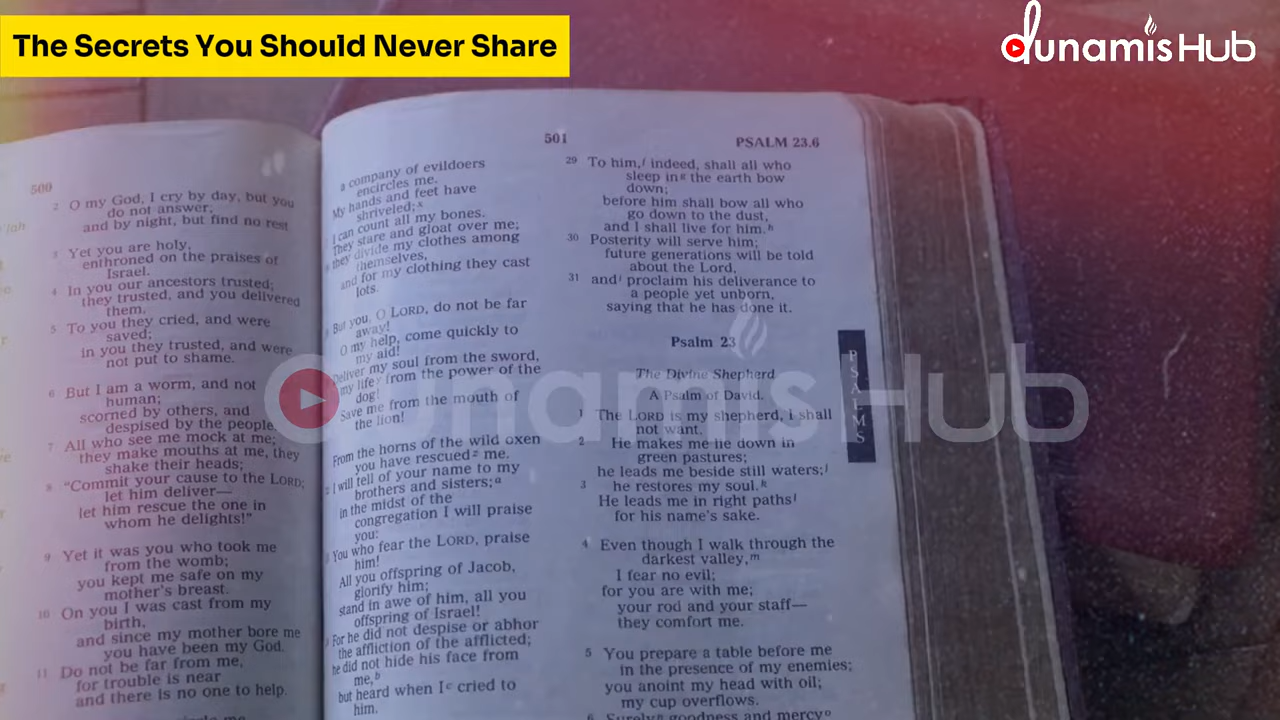 The Secrets You Should Never Share
dunamis HUB
500
2 O my God, I cry by day, but you
do not answer;
and by night, but find no rest
3 Yet you are holy,
enthroned on the praises of
Israel.
4 In you our ancestors trusted;
they trusted, and you delivered
them.
5 To you they cried, and were
saved;
in you they trusted, and were
not put to shame.
6 But I am a worm, and not
human;
scorned by others, and
despised by the people.
7 All who see me mock at me;
they make mouths at me, they
shake their heads;
8 “Commit your cause to the LORD;
let him deliver—
let him rescue the one in
whom he delights!”
9 Yet it was you who took me
from the womb;
you kept me safe on my
mother's breast.
10 On you I was cast from my
birth,
and since my mother bore me
you have been my God.
11 Do not be far from me,
for trouble is near
and there is no one to help.
501
PSALM 23.6
a company of evildoers
encircles me.
My hands and feet have
shriveled;x
I can count all my bones.
They stare and gloat over me;
they divide my clothes among
themselves,
and for my clothing they cast
lots.
But you, O LORD, do not be far
away!
O my help, come quickly to
my aid!
Deliver my soul from the sword,
my life from the power of the
dog!
Save me from the mouth of
the lion!
From the horns of the wild oxen
you have rescuedz me.
I will tell of your name to my
brothers and sisters;a
in the midst of the
congregation I will praise
you:
You who fear the LORD, praise
him!
All you offspring of Jacob,
glorify him;
stand in awe of him, all you
offspring of Israel!
For he did not despise or abhor
the affliction of the afflicted;
he did not hide his face from
me,b
but heard when Ic cried to
him.
29 To him,f indeed, shall all who
sleep ing the earth bow
down;
before him shall bow all who
go down to the dust,
and I shall live for him.h
30 Posterity will serve him;
future generations will be told
about the Lord,
31 andi proclaim his deliverance to
a people yet unborn,
saying that he has done it.
Psalm 23
The Divine Shepherd
A Psalm of David.
1 The LORD is my shepherd, I shall
not want.
2 He makes me lie down in
green pastures;
he leads me beside still waters;j
3 he restores my soul.k
He leads me in right pathsl
for his name's sake.
4 Even though I walk through the
darkest valley,m
I fear no evil;
for you are with me;
your rod and your staff—
they comfort me.
5 You prepare a table before me
in the presence of my enemies;
you anoint my head with oil;
my cup overflows.
6 Surelyn goodness and mercyo
PSALMS
dunamis Hub